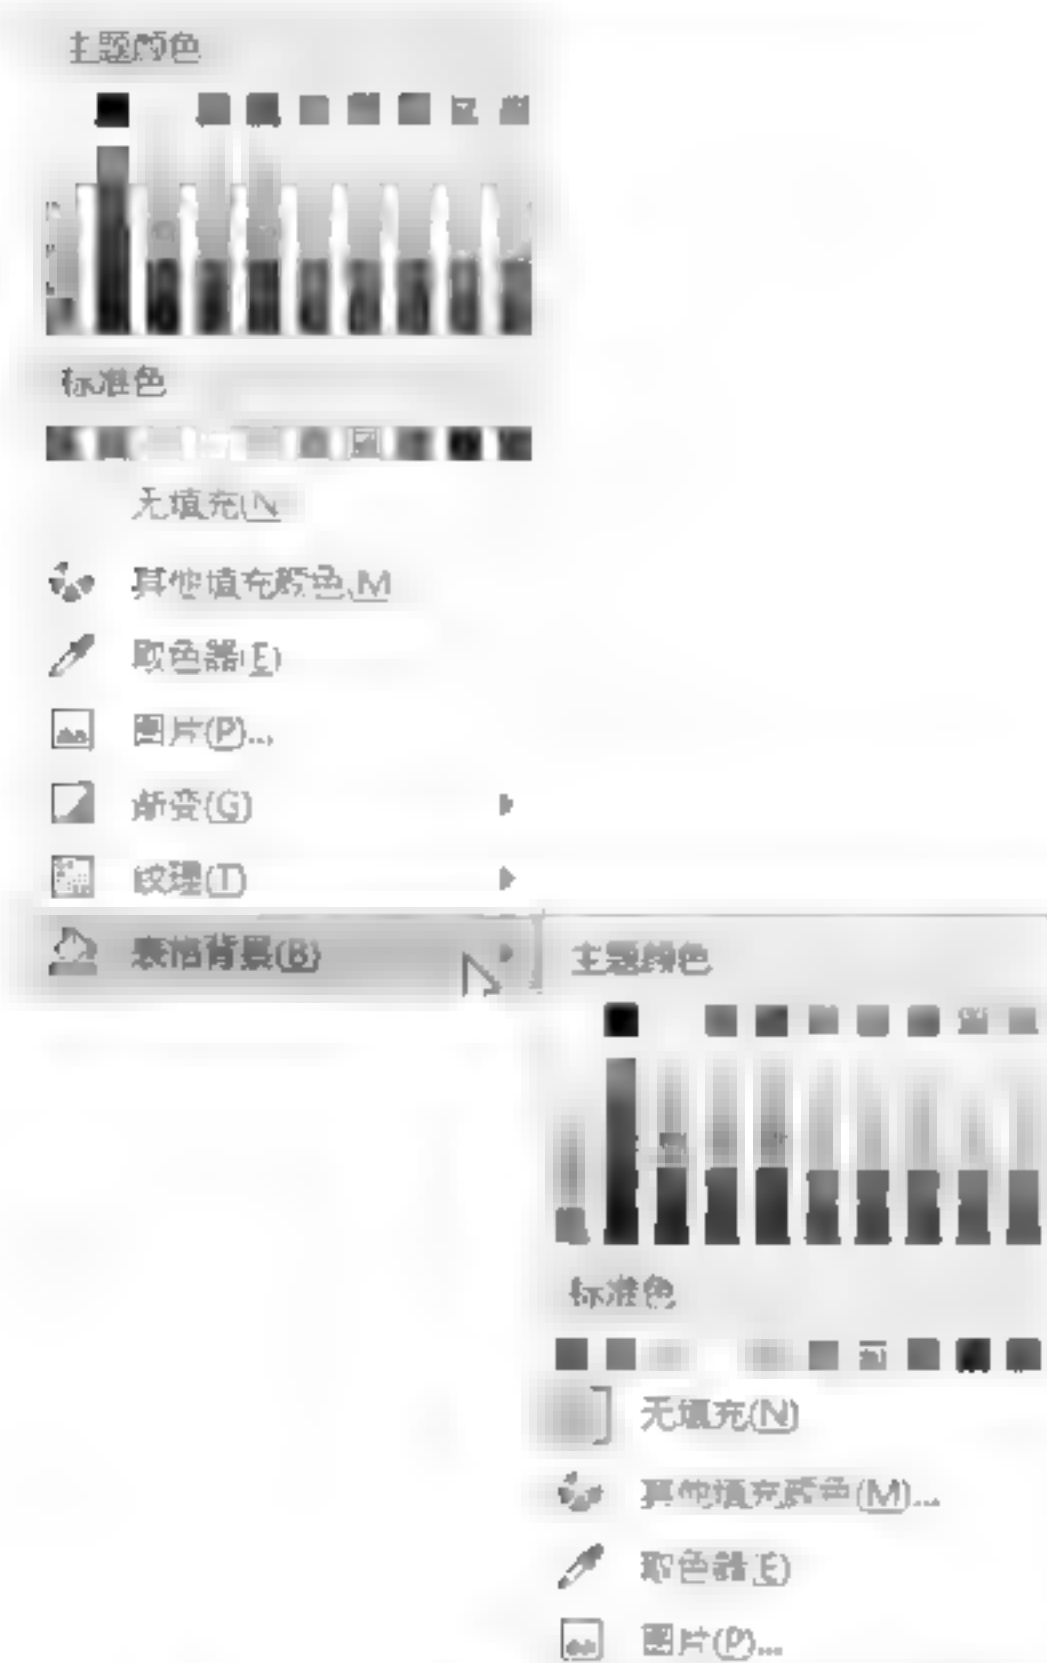 主题颜色
标准色
无填充(N
其他填充颜色(M
取色器(E)
图片(P)...
渐变(G)
纹理(T)
表格背景(B)
主题颜色
标准色
无填充(N)
其他填充颜色(M)...
取色器(E)
图片(P)...